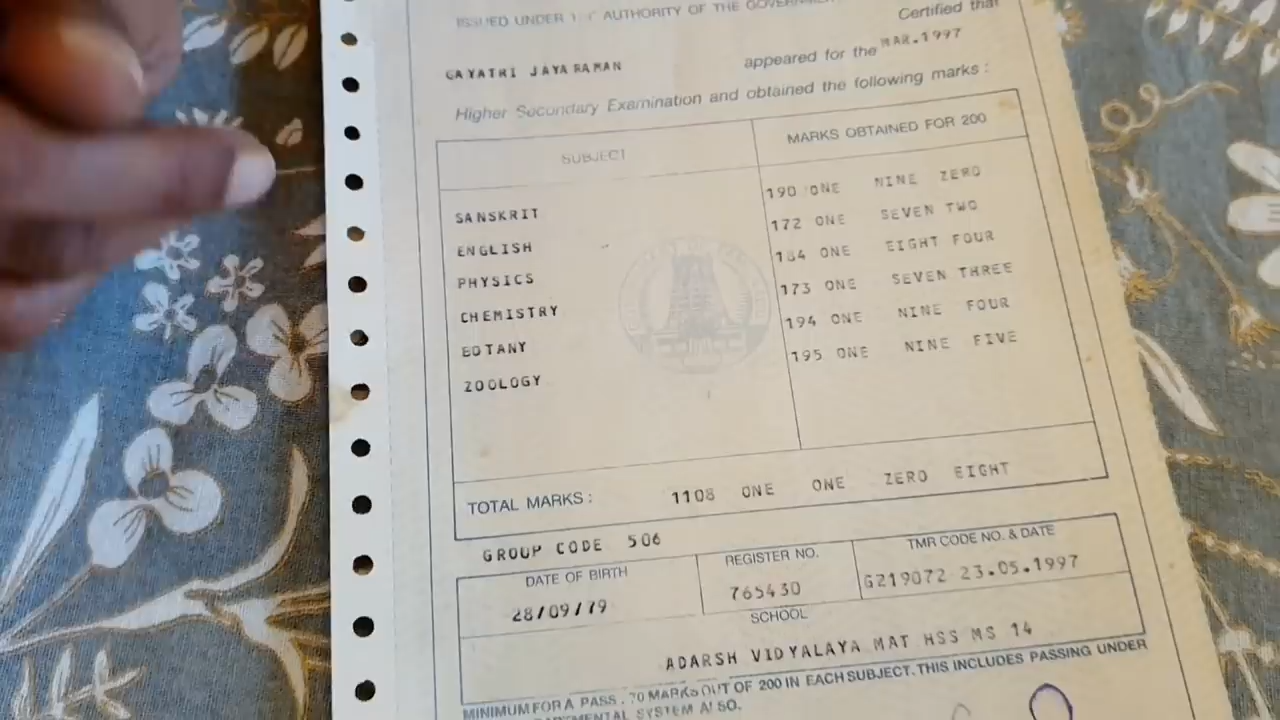 ISSUED UNDER THE AUTHORITY OF THE GOVERNMENT
Certified that
GAYATRI JAYARAMAN appeared for the MAR.1997
Higher Secondary Examination and obtained the following marks :
SUBJECT MARKS OBTAINED FOR 200
SANSKRIT 190 ONE NINE ZERO
ENGLISH 172 ONE SEVEN TWO
PHYSICS 184 ONE EIGHT FOUR
CHEMISTRY 173 ONE SEVEN THREE
BOTANY 194 ONE NINE FOUR
ZOOLOGY 195 ONE NINE FIVE
TOTAL MARKS : 1108 ONE ONE ZERO EIGHT
GROUP CODE 506
DATE OF BIRTH REGISTER NO. TMR CODE NO. & DATE
28/09/79 765430 G219072 23.05.1997
SCHOOL
ADARSH VIDYALAYA MAT HSS MS 14
MINIMUM FOR A PASS : 70 MARKS OUT OF 200 IN EACH SUBJECT. THIS INCLUDES PASSING UNDER
SYSTEM ALSO.